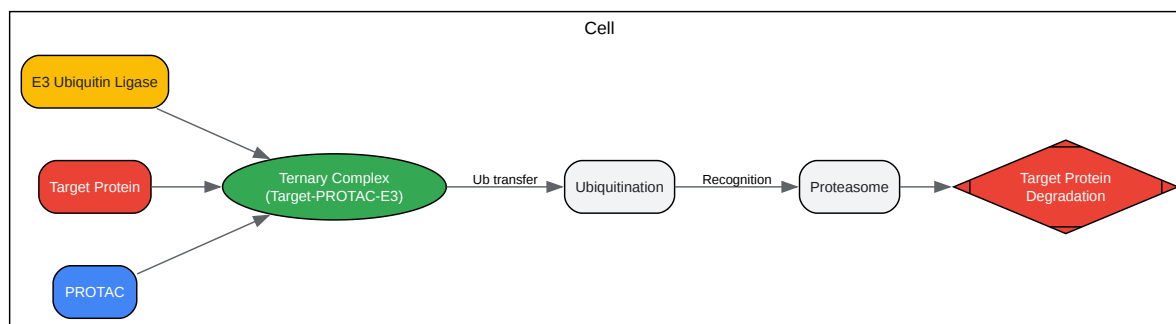 Cell
E3 Ubiquitin Ligase
Target Protein
PROTAC
Ternary Complex
(Target-PROTAC-E3)
Ub transfer
Ubiquitination
Recognition
Proteasome
Target Protein
Degradation